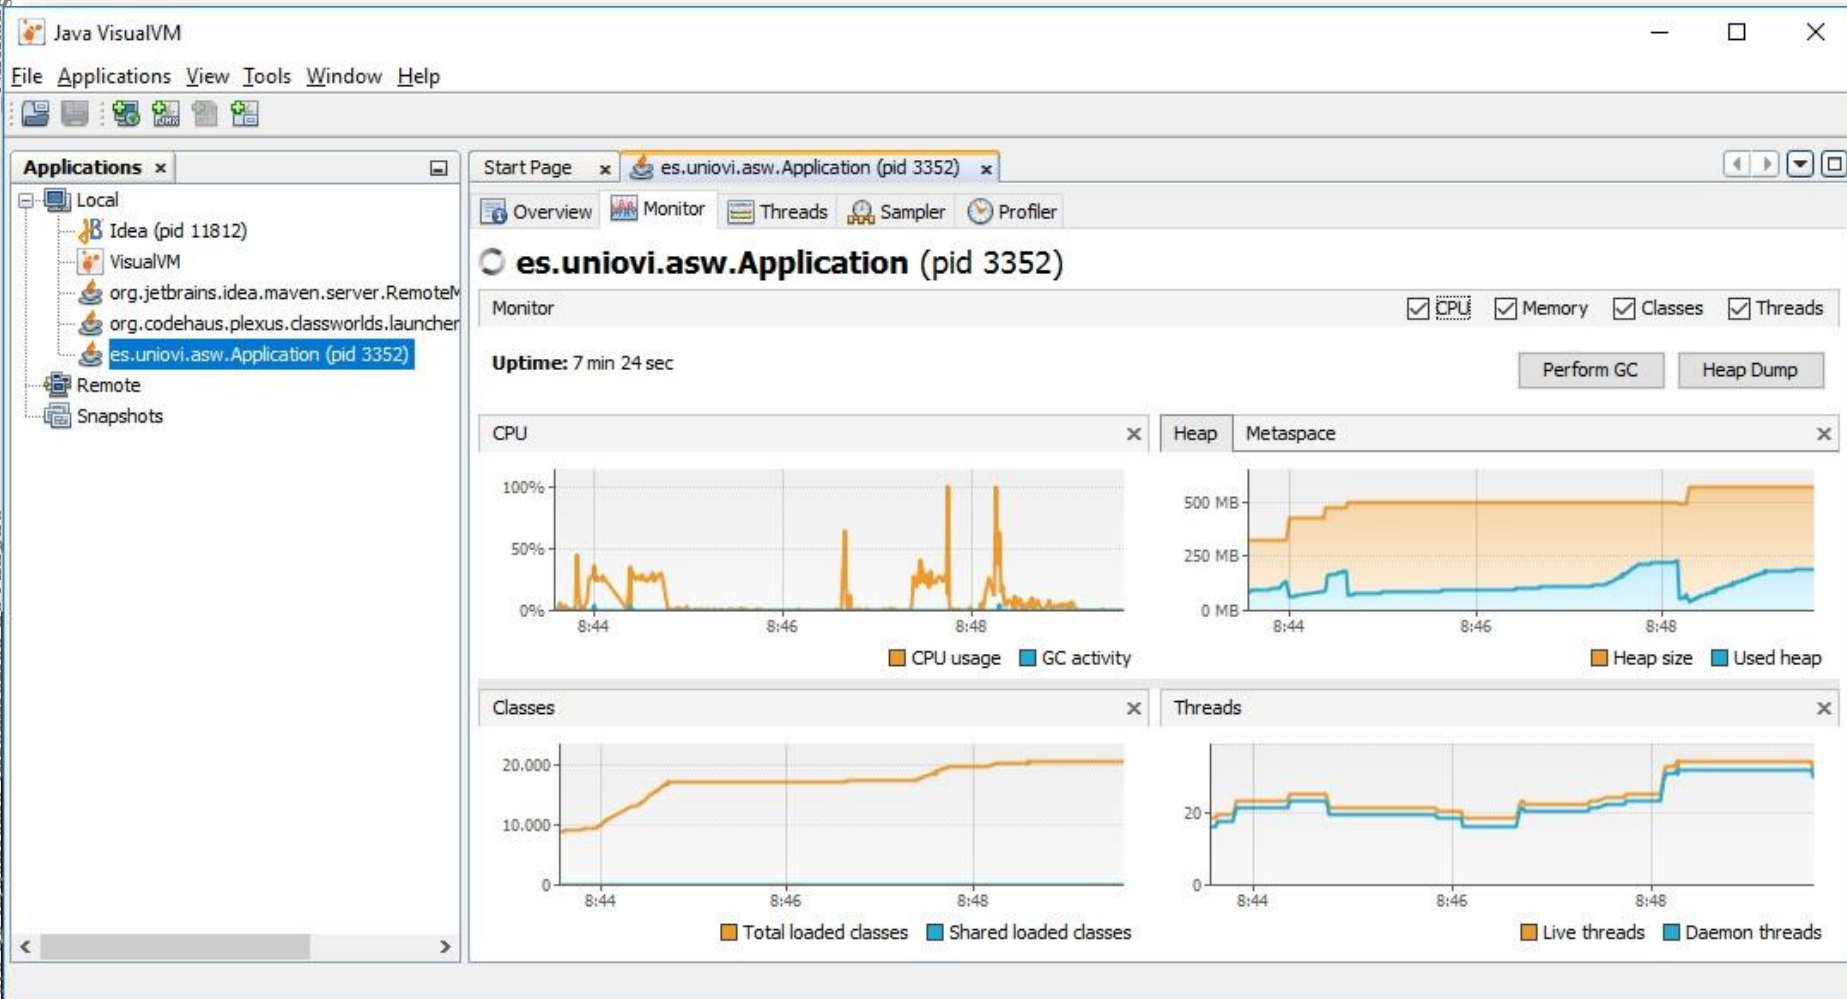 Java VisualVM
File Applications View Tools Window Help
Applications
Local
Idea (pid 11812)
VisualVM
org.jetbrains.idea.maven.server.RemoteM
org.codehaus.plexus.classworlds.launcher
es.uniovi.asw.Application (pid 3352)
Remote
Snapshots
Start Page es.uniovi.asw.Application (pid 3352)
Overview Monitor Threads Sampler Profiler
es.uniovi.asw.Application (pid 3352)
Monitor CPU Memory Classes Threads
Uptime: 7 min 24 sec Perform GC Heap Dump
CPU
100%
50%
0%
8:44 8:46 8:48
CPU usage GC activity
Heap Metaspace
500 MB
250 MB
0 MB
8:44 8:46 8:48
Heap size Used heap
Classes
20.000
10.000
0
8:44 8:46 8:48
Total loaded classes Shared loaded classes
Threads
20
0
8:44 8:46 8:48
Live threads Daemon threads